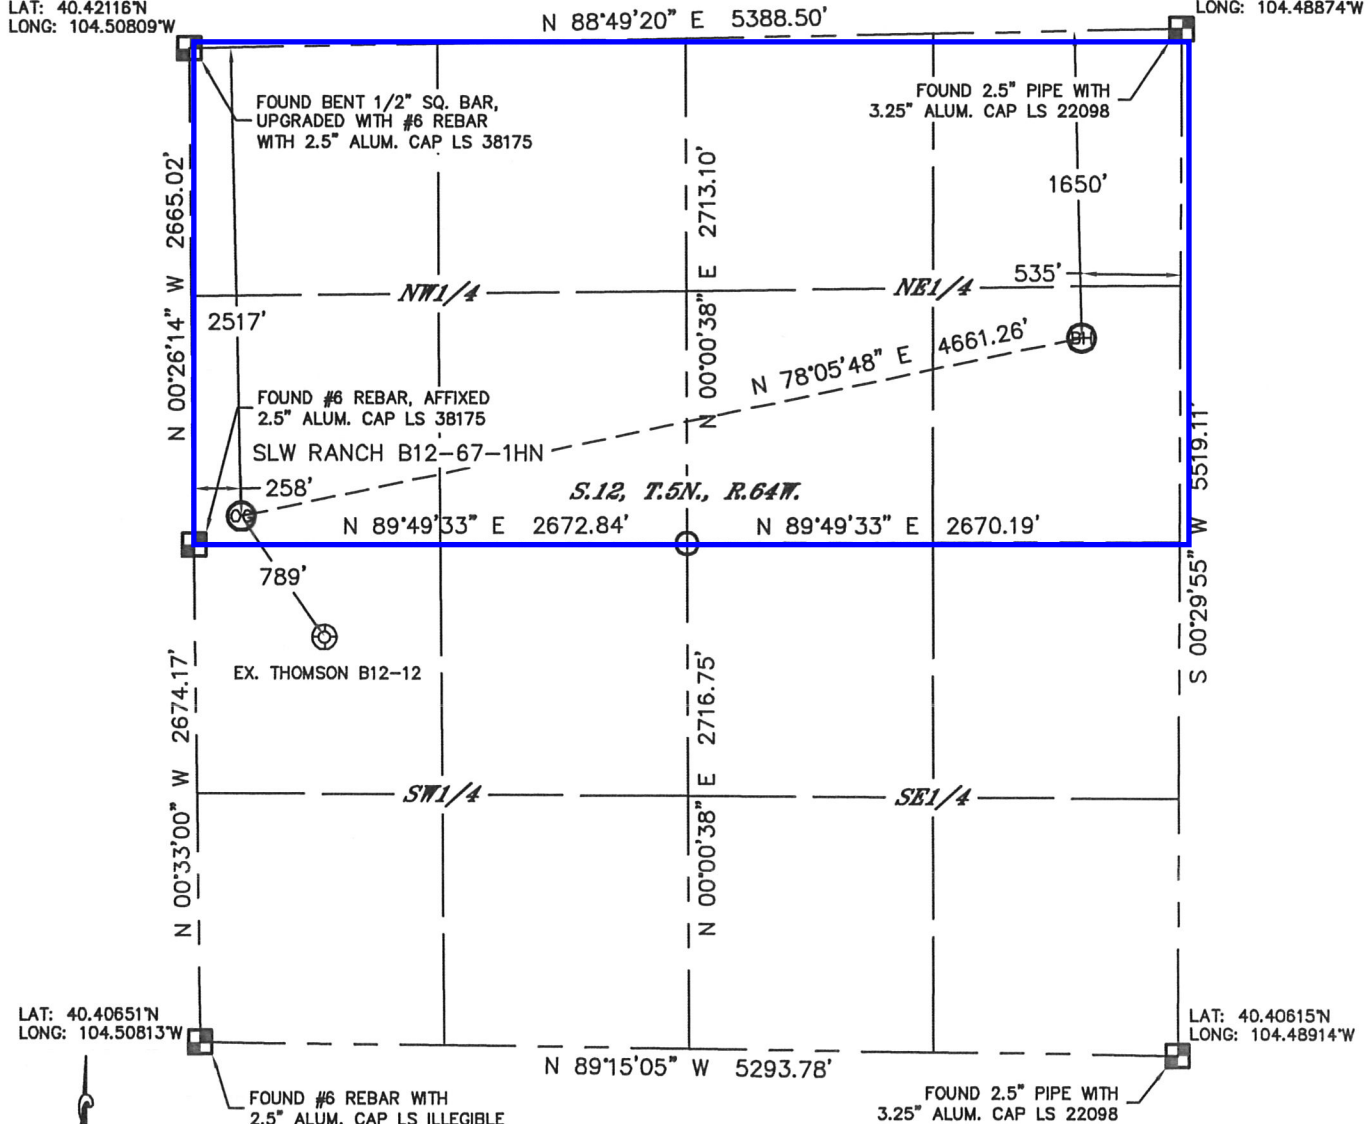 LAT: 40.42116°N
LONG: 104.50809°W
N 88°49'20" E 5388.50'
LONG: 104.48874°W
FOUND BENT 1/2" SQ. BAR,
UPGRADED WITH #6 REBAR
WITH 2.5" ALUM. CAP LS 38175
FOUND 2.5" PIPE WITH
3.25" ALUM. CAP LS 22098
N 00°26'14" W 2665.02'
N 00°00'38" E 2713.10'
1650'
535'
NW1/4
NE1/4
2517'
BH
N 78°05'48" E 4661.26'
FOUND #6 REBAR, AFFIXED
2.5" ALUM. CAP LS 38175
SLW RANCH B12-67-1HN
258'
S.12, T.5N., R.64W.
N 89°49'33" E 2672.84'
N 89°49'33" E 2670.19'
S 00°29'55" W 5519.11'
789'
EX. THOMSON B12-12
N 00°33'00" W 2674.17'
N 00°00'38" E 2716.75'
SW1/4
SE1/4
LAT: 40.40651°N
LONG: 104.50813°W
LAT: 40.40615°N
LONG: 104.48914°W
N 89°15'05" W 5293.78'
FOUND #6 REBAR WITH
2.5" ALUM. CAP LS ILLEGIBLE
FOUND 2.5" PIPE WITH
3.25" ALUM. CAP LS 22098